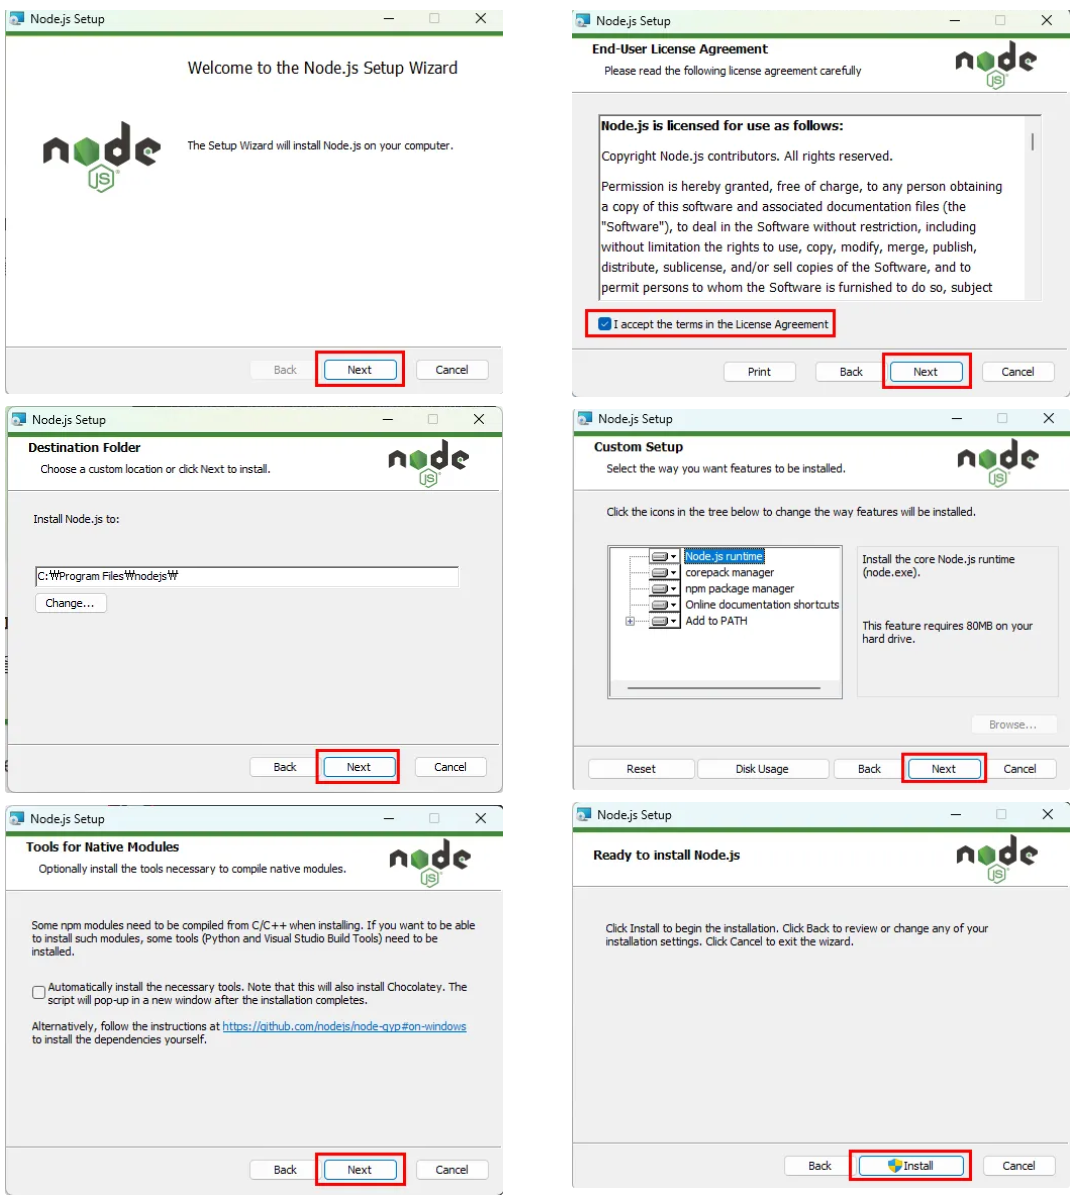 Node.js Setup
Welcome to the Node.js Setup Wizard
node
JS
The Setup Wizard will install Node.js on your computer.
Back
Next
Cancel
Node.js Setup
End-User License Agreement
Please read the following license agreement carefully
node
JS
Node.js is licensed for use as follows:
Copyright Node.js contributors. All rights reserved.
Permission is hereby granted, free of charge, to any person obtaining
a copy of this software and associated documentation files (the
"Software"), to deal in the Software without restriction, including
without limitation the rights to use, copy, modify, merge, publish,
distribute, sublicense, and/or sell copies of the Software, and to
permit persons to whom the Software is furnished to do so, subject
I accept the terms in the License Agreement
Print
Back
Next
Cancel
Node.js Setup
Destination Folder
Choose a custom location or click Next to install.
node
JS
Install Node.js to:
C:₩Program Files₩nodejs₩
Change...
Back
Next
Cancel
Node.js Setup
Custom Setup
Select the way you want features to be installed.
node
JS
Click the icons in the tree below to change the way features will be installed.
Node.js runtime
corepack manager
npm package manager
Online documentation shortcuts
Add to PATH
Install the core Node.js runtime
(node.exe).
This feature requires 80MB on your
hard drive.
Browse...
Reset
Disk Usage
Back
Next
Cancel
Node.js Setup
Tools for Native Modules
Optionally install the tools necessary to compile native modules.
node
JS
Some npm modules need to be compiled from C/C++ when installing. If you want to be able
to install such modules, some tools (Python and Visual Studio Build Tools) need to be
installed.
Automatically install the necessary tools. Note that this will also install Chocolatey. The
script will pop-up in a new window after the installation completes.
Alternatively, follow the instructions at https://github.com/nodejs/node-gyp#on-windows
to install the dependencies yourself.
Back
Next
Cancel
Node.js Setup
Ready to install Node.js
node
JS
Click Install to begin the installation. Click Back to review or change any of your
installation settings. Click Cancel to exit the wizard.
Back
Install
Cancel